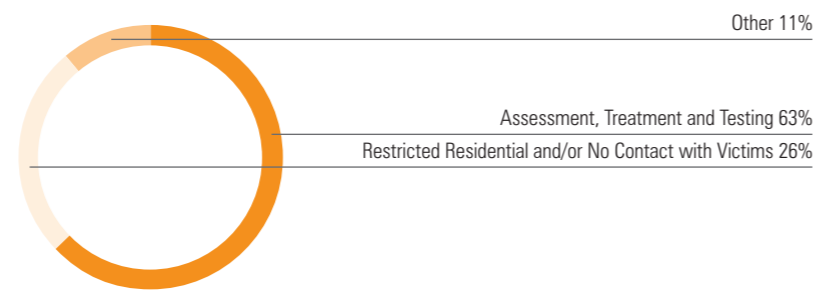 Other 11%
Assessment, Treatment and Testing 63%
Restricted Residential and/or No Contact with Victims 26%